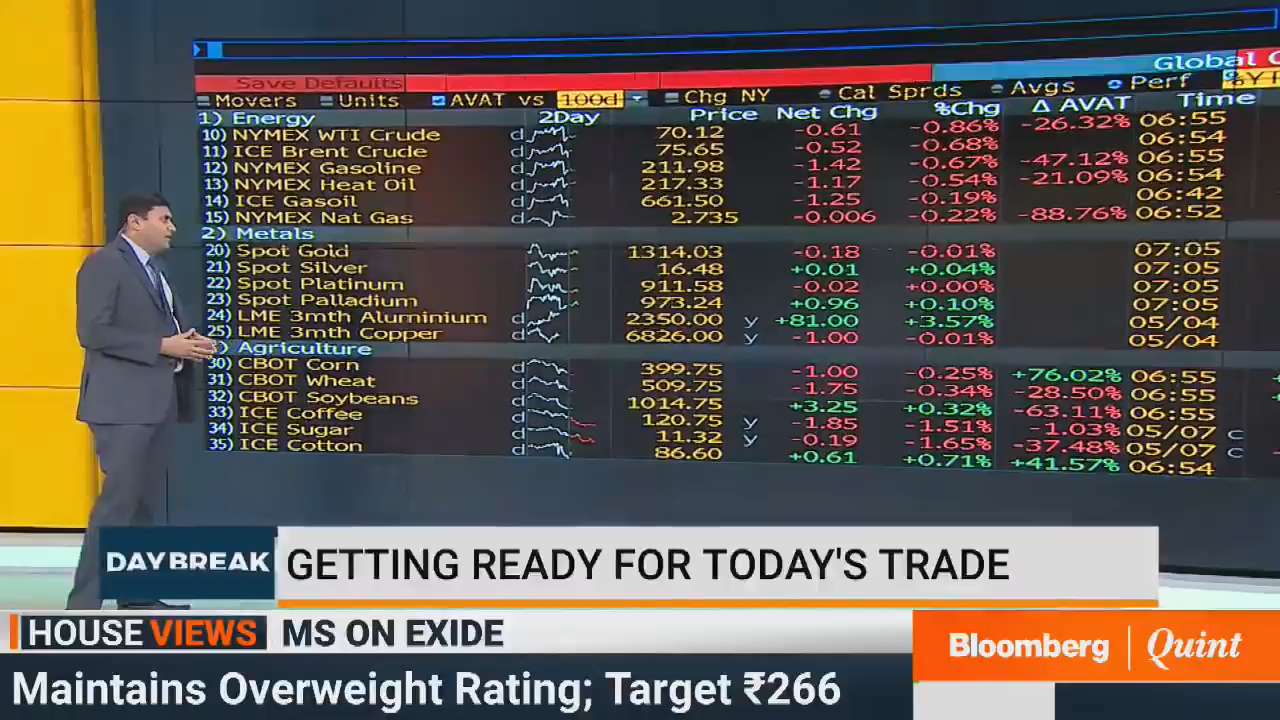 Global
Save Defaults
Movers Units AVAT vs 100d Chg NY Cal Sprds Avgs Perf
2Day Price Net Chg %Chg Δ AVAT Time
1) Energy
10) NYMEX WTI Crude d 70.12 -0.61 -0.86% -26.32% 06:55
11) ICE Brent Crude d 75.65 -0.52 -0.68% 06:54
12) NYMEX Gasoline d 211.98 -1.42 -0.67% -47.12% 06:55
13) NYMEX Heat Oil d 217.33 -1.17 -0.54% -21.09% 06:54
14) ICE Gasoil d 661.50 -1.25 -0.19% 06:42
15) NYMEX Nat Gas d 2.735 -0.006 -0.22% -88.76% 06:52
2) Metals
20) Spot Gold 1314.03 -0.18 -0.01% 07:05
21) Spot Silver 16.48 +0.01 +0.04% 07:05
22) Spot Platinum 911.58 -0.02 +0.00% 07:05
23) Spot Palladium 973.24 +0.96 +0.10% 07:05
24) LME 3mth Aluminium d 2350.00 y +81.00 +3.57% 05/04
25) LME 3mth Copper d 6826.00 y -1.00 -0.01% 05/04
Agriculture
30) CBOT Corn d 399.75 -1.00 -0.25% +76.02% 06:55
31) CBOT Wheat d 509.75 -1.75 -0.34% -28.50% 06:55
32) CBOT Soybeans d 1014.75 +3.25 +0.32% -63.11% 06:55
33) ICE Coffee d 120.75 y -1.85 -1.51% -1.03% 05/07 c
34) ICE Sugar d 11.32 y -0.19 -1.65% -37.48% 05/07 c
35) ICE Cotton d 86.60 +0.61 +0.71% +41.57% 06:54
DAYBREAK
GETTING READY FOR TODAY'S TRADE
HOUSE VIEWS MS ON EXIDE
Bloomberg | Quint
Maintains Overweight Rating; Target ₹266